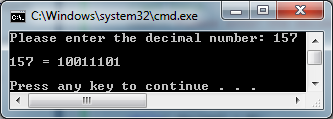 C:\Windows\system32\cmd.exe
Please enter the decimal number: 157
157 = 10011101
Press any key to continue . . .